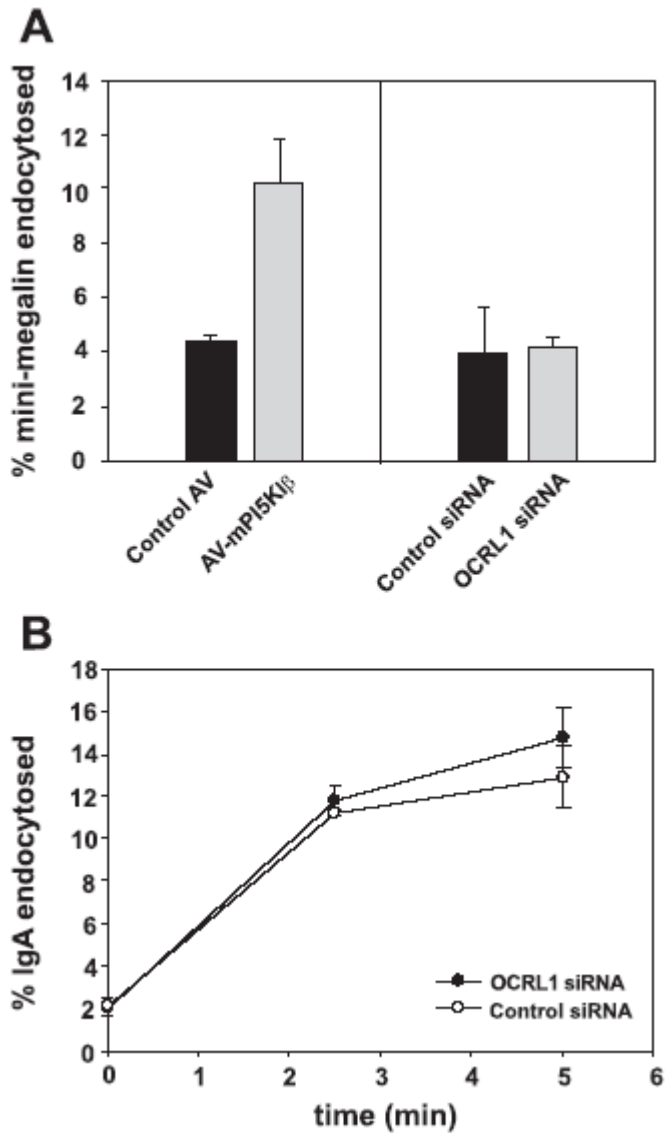 A
% mini-megalin endocytosed
14
12
10
8
6
4
2
0
Control AV
AV-mPI5KIβ
Control siRNA
OCRL1 siRNA
B
% IgA endocytosed
18
16
14
12
10
8
6
4
2
0
OCRL1 siRNA
Control siRNA
0 1 2 3 4 5 6
time (min)